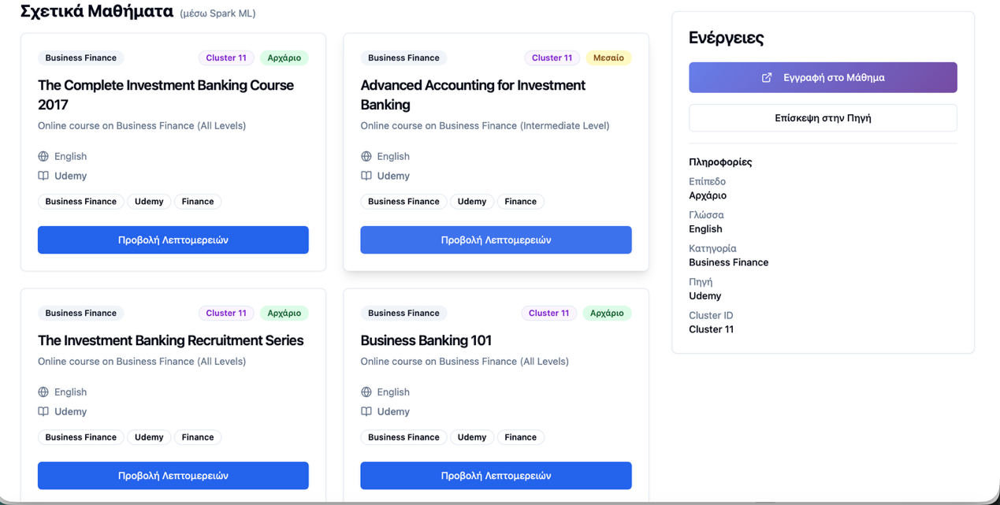 Σχετικά Μαθήματα (μέσω Spark ML)
Business Finance Cluster 11 Αρχάριο
The Complete Investment Banking Course
2017
Online course on Business Finance (All Levels)
English
Udemy
Business Finance Udemy Finance
Προβολή Λεπτομερειών
Business Finance Cluster 11 Μεσαίο
Advanced Accounting for Investment
Banking
Online course on Business Finance (Intermediate Level)
English
Udemy
Business Finance Udemy Finance
Προβολή Λεπτομερειών
Business Finance Cluster 11 Αρχάριο
The Investment Banking Recruitment Series
Online course on Business Finance (All Levels)
English
Udemy
Business Finance Udemy Finance
Προβολή Λεπτομερειών
Business Finance Cluster 11 Αρχάριο
Business Banking 101
Online course on Business Finance (All Levels)
English
Udemy
Business Finance Udemy Finance
Προβολή Λεπτομερειών
Ενέργειες
Εγγραφή στο Μάθημα
Επίσκεψη στην Πηγή
Πληροφορίες
Επίπεδο
Αρχάριο
Γλώσσα
English
Κατηγορία
Business Finance
Πηγή
Udemy
Cluster ID
Cluster 11